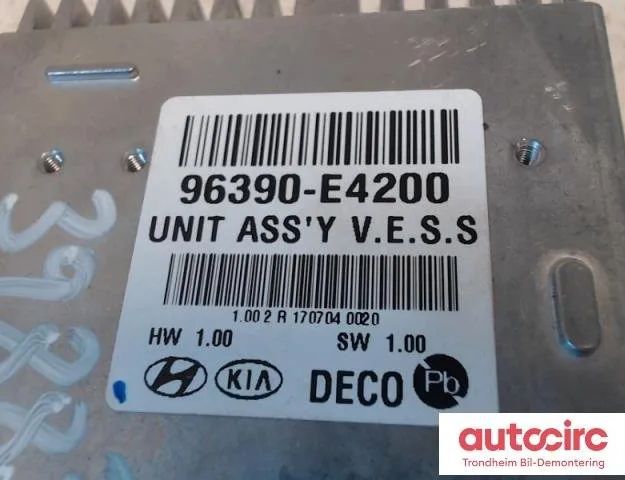 96390-E4200
UNIT ASS'Y V.E.S.S
1.00 2 R 170704 0020
HW 1.00 SW 1.00
KIA DECO Pb
autocirc
Trondheim Bil-Demontering